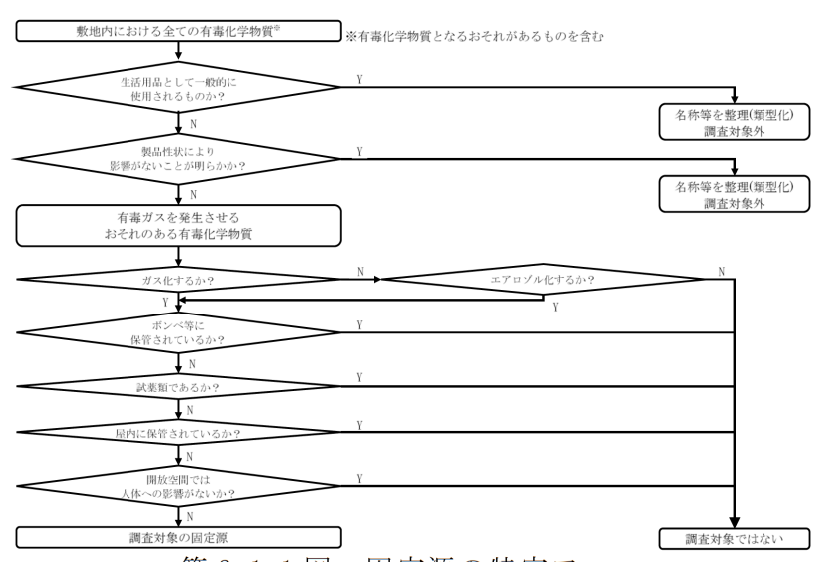 敷地内における全ての有毒化学物質※
※有毒化学物質となるおそれがあるものを含む
生活用品として一般的に
使用されるものか？
Y
名称等を整理(類型化)
調査対象外
N
製品性状により
影響がないことが明らかか？
Y
名称等を整理(類型化)
調査対象外
N
有毒ガスを発生させる
おそれのある有毒化学物質
ガス化するか？
N
エアロゾル化するか？
N
Y
Y
ボンベ等に
保管されているか？
Y
N
試薬類であるか？
Y
N
屋内に保管されているか？
Y
N
開放空間では
人体への影響がないか？
Y
N
調査対象の固定源
調査対象ではない